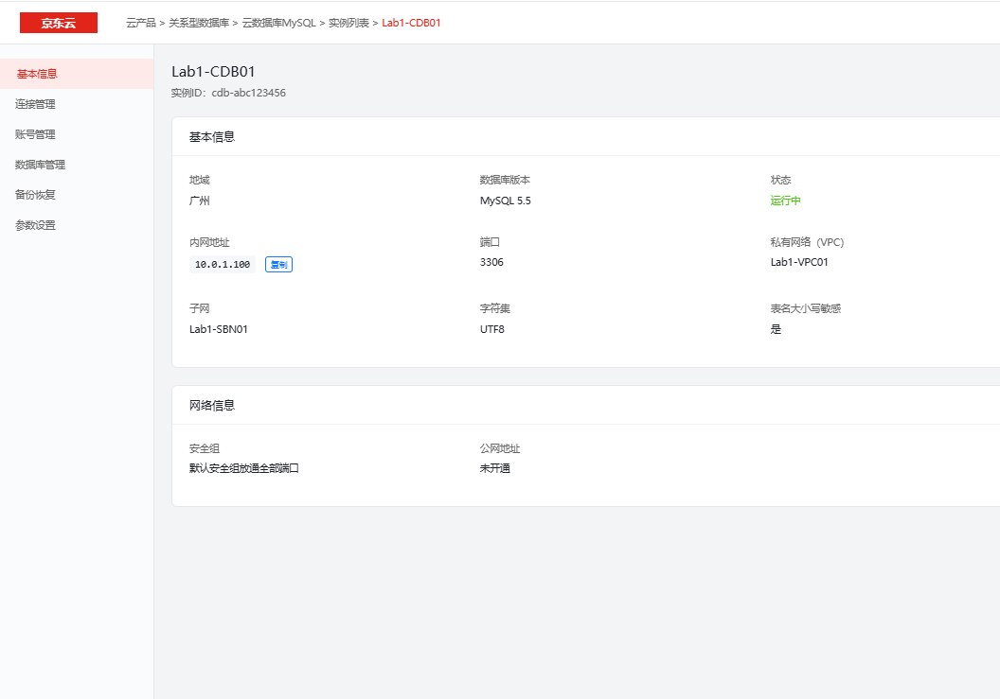 京东云
云产品 > 关系型数据库 > 云数据库MySQL > 实例列表 > Lab1-CDB01
基本信息
连接管理
账号管理
数据库管理
备份恢复
参数设置
Lab1-CDB01
实例ID：cdb-abc123456
基本信息
地域 数据库版本 状态
广州 MySQL 5.5 运行中
内网地址 端口 私有网络（VPC）
10.0.1.100 复制 3306 Lab1-VPC01
子网 字符集 表名大小写敏感
Lab1-SBN01 UTF8 是
网络信息
安全组 公网地址
默认安全组放通全部端口 未开通